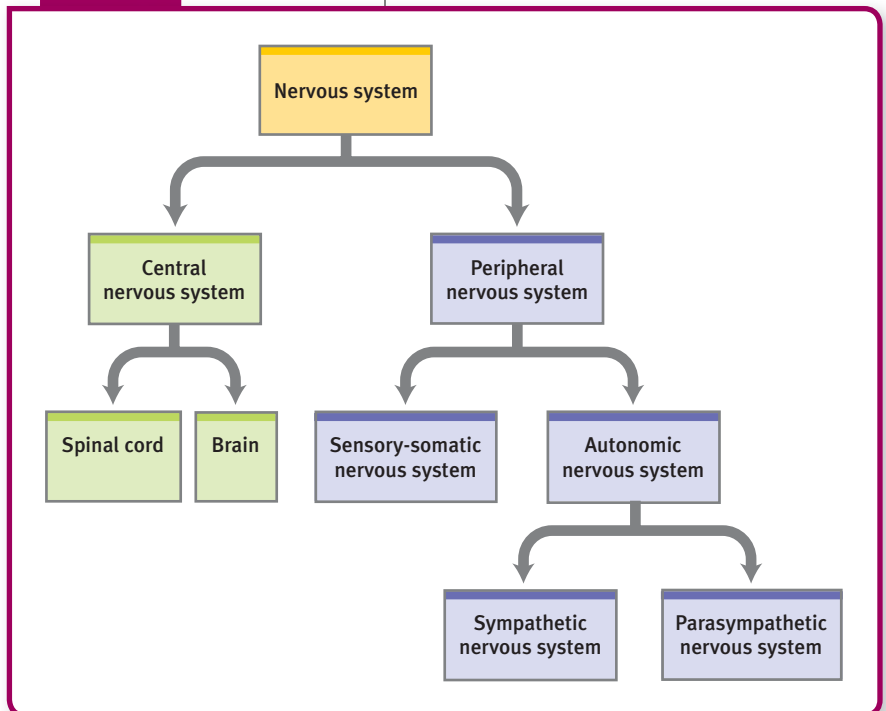 Nervous system
Central
nervous system
Peripheral
nervous system
Spinal cord
Brain
Sensory-somatic
nervous system
Autonomic
nervous system
Sympathetic
nervous system
Parasympathetic
nervous system